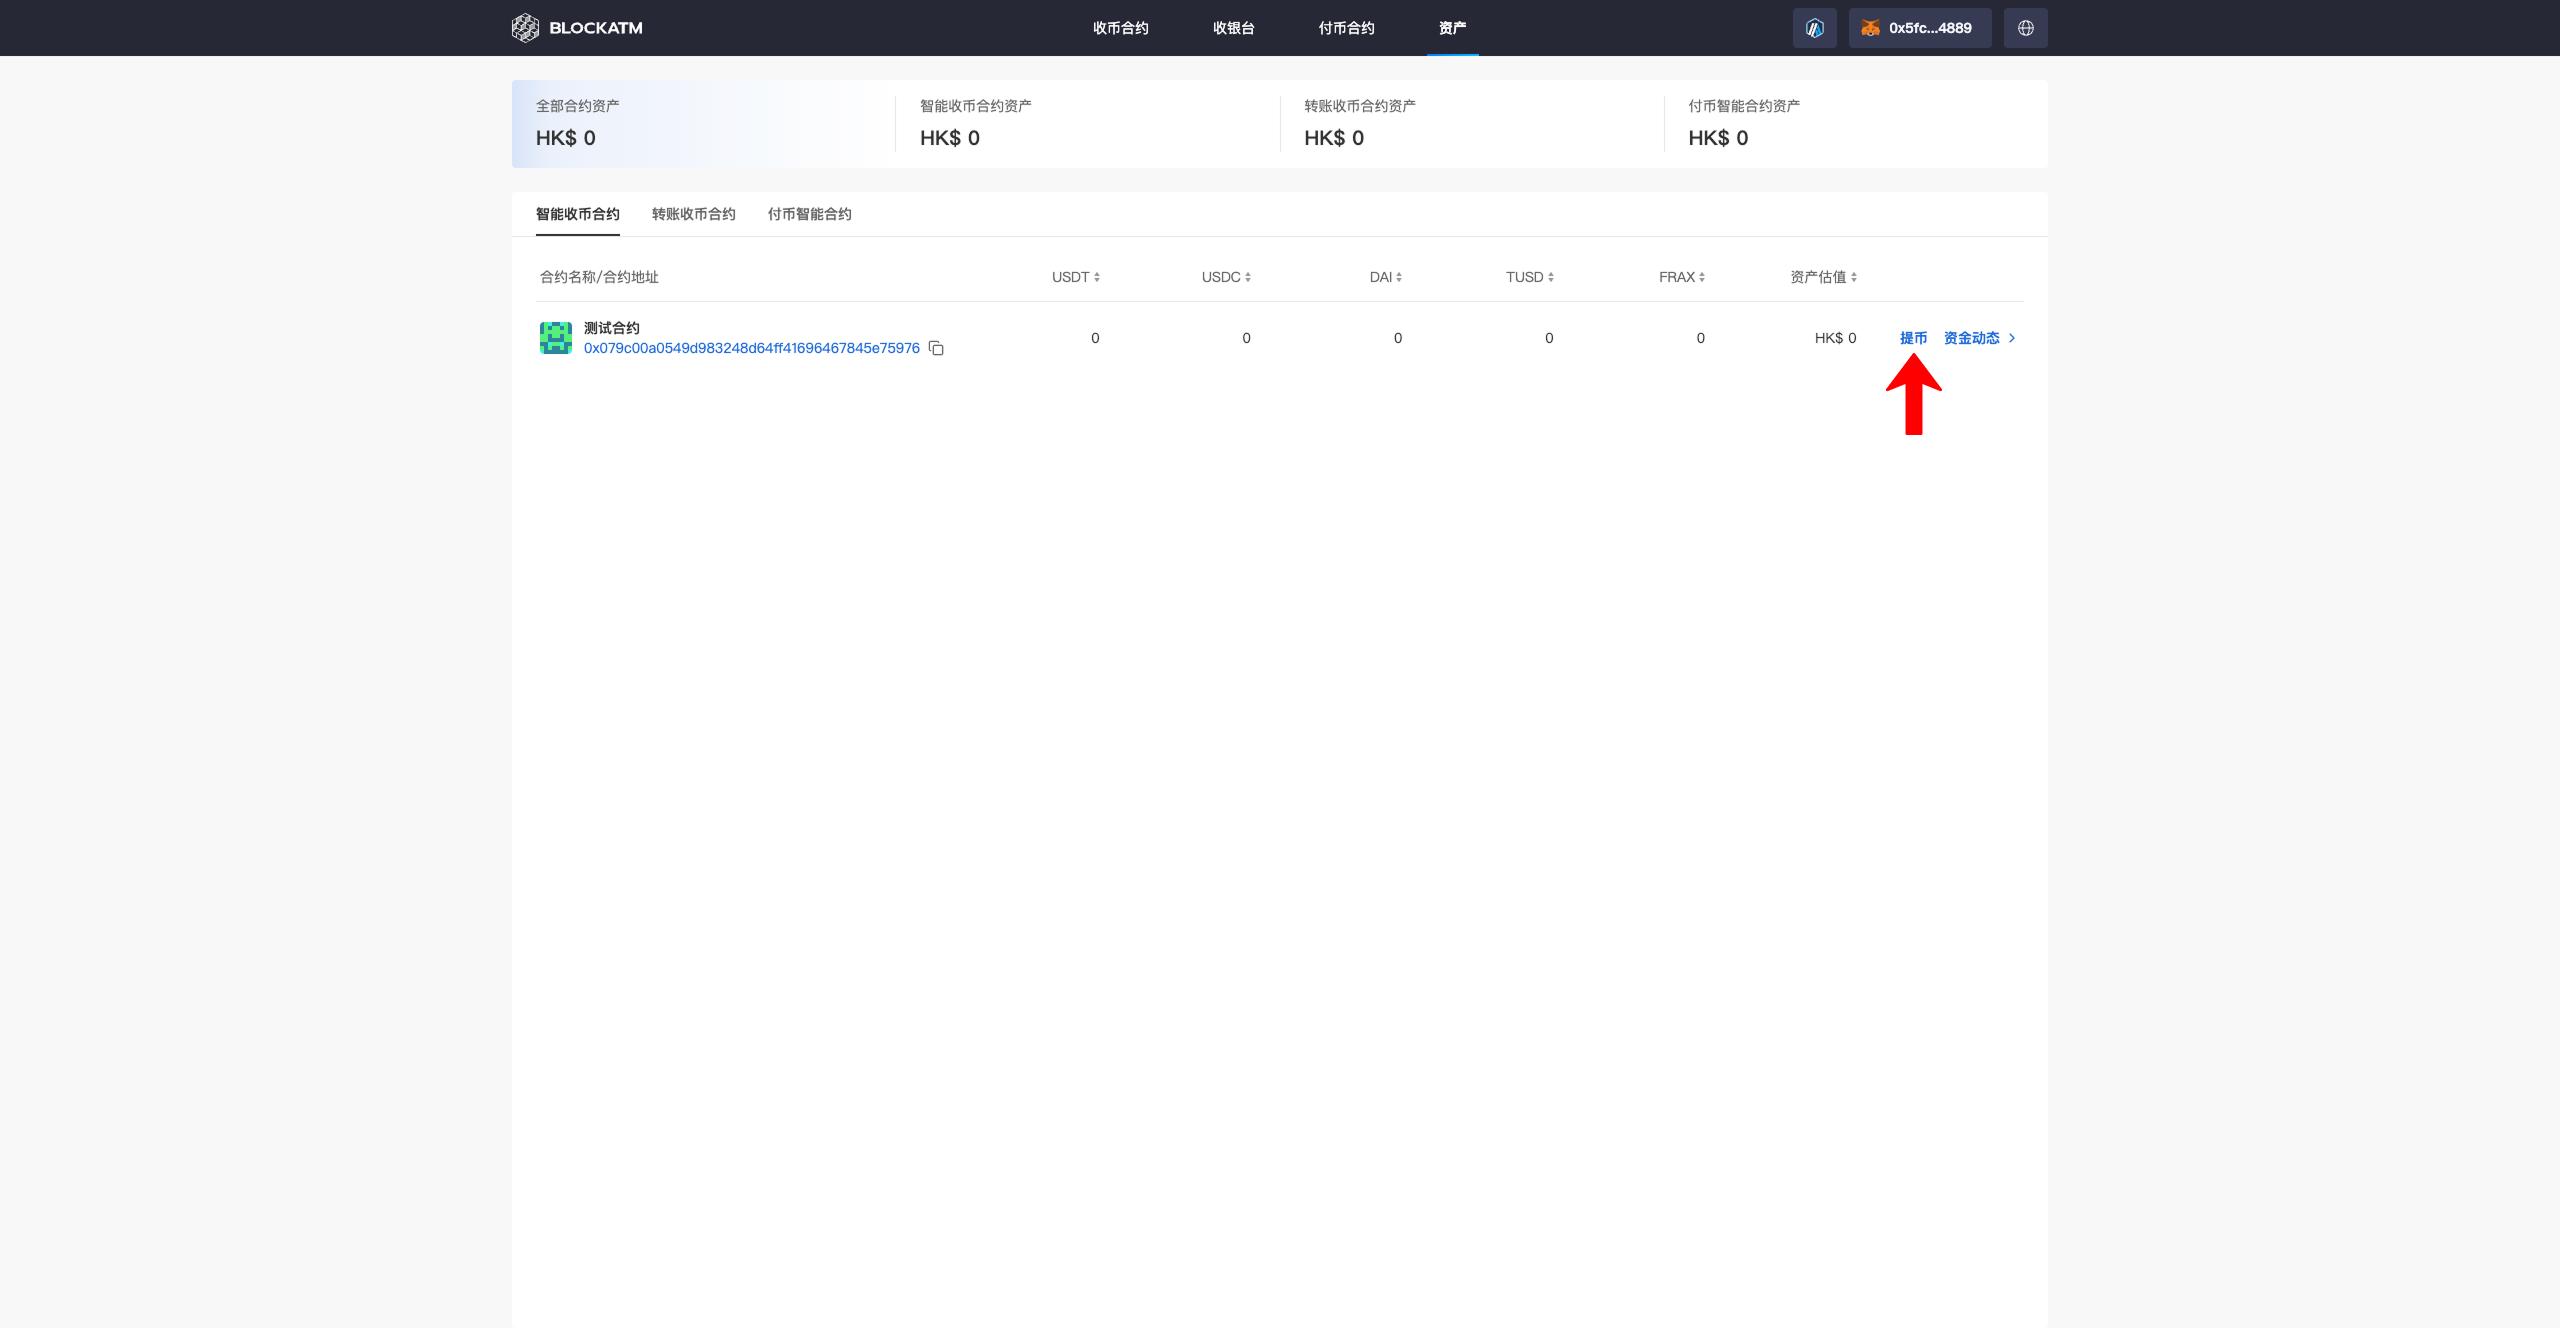 BLOCKATM 收币合约 收银台 付币合约 资产 0x5fc...4889
全部合约资产 智能收币合约资产 转账收币合约资产 付币智能合约资产
HK$ 0 HK$ 0 HK$ 0 HK$ 0
智能收币合约 转账收币合约 付币智能合约
合约名称/合约地址 USDT USDC DAI TUSD FRAX 资产估值
测试合约
0x079c00a0549d983248d64ff41696467845e75976 0 0 0 0 0 HK$ 0 提币 资金动态